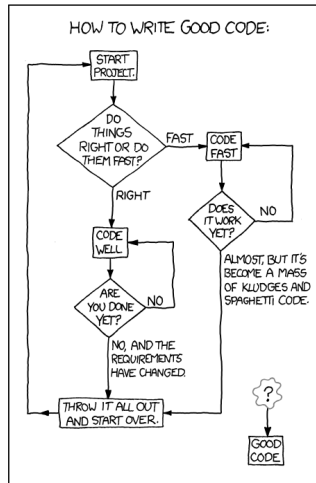 HOW TO WRITE GOOD CODE:
START
PROJECT.
DO
THINGS
RIGHT OR DO
THEM FAST?
FAST
CODE
FAST
RIGHT
DOES
IT WORK
YET?
NO
CODE
WELL
ALMOST, BUT IT'S
BECOME A MASS
OF KLUDGES AND
SPAGHETTI CODE.
ARE
YOU DONE
YET?
NO
NO, AND THE
REQUIREMENTS
HAVE CHANGED.
THROW IT ALL OUT
AND START OVER.
?
GOOD
CODE